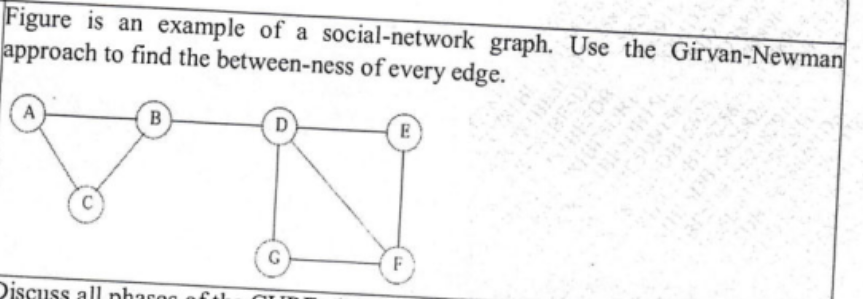 Figure is an example of a social-network graph. Use the Girvan-Newman
approach to find the between-ness of every edge.
A
B
D
E
C
G
F
Discuss all phases of the CURE